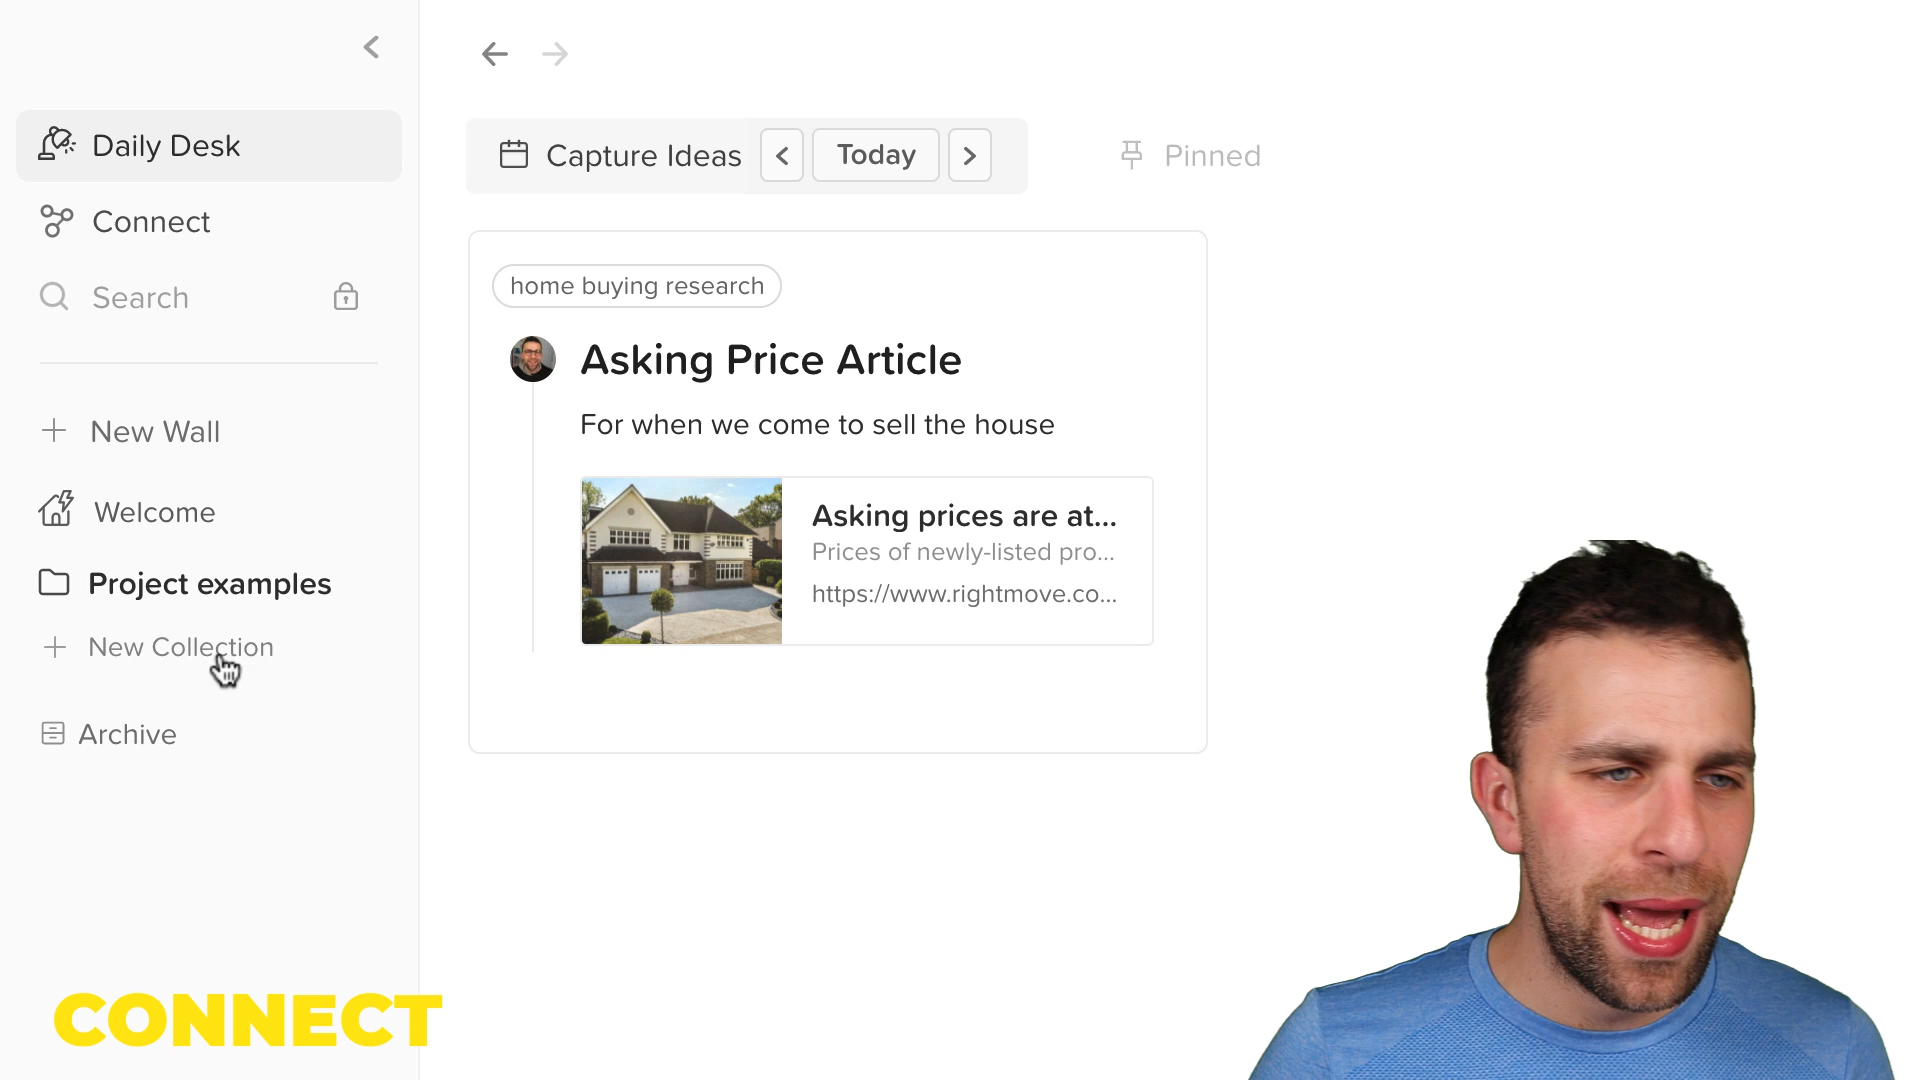 Daily Desk
Connect
Search
New Wall
Welcome
Project examples
New Collection
Archive
CONNECT
Capture Ideas
Today
Pinned
home buying research
Asking Price Article
For when we come to sell the house
Asking prices are at...
Prices of newly-listed pro...
https://www.rightmove.co...